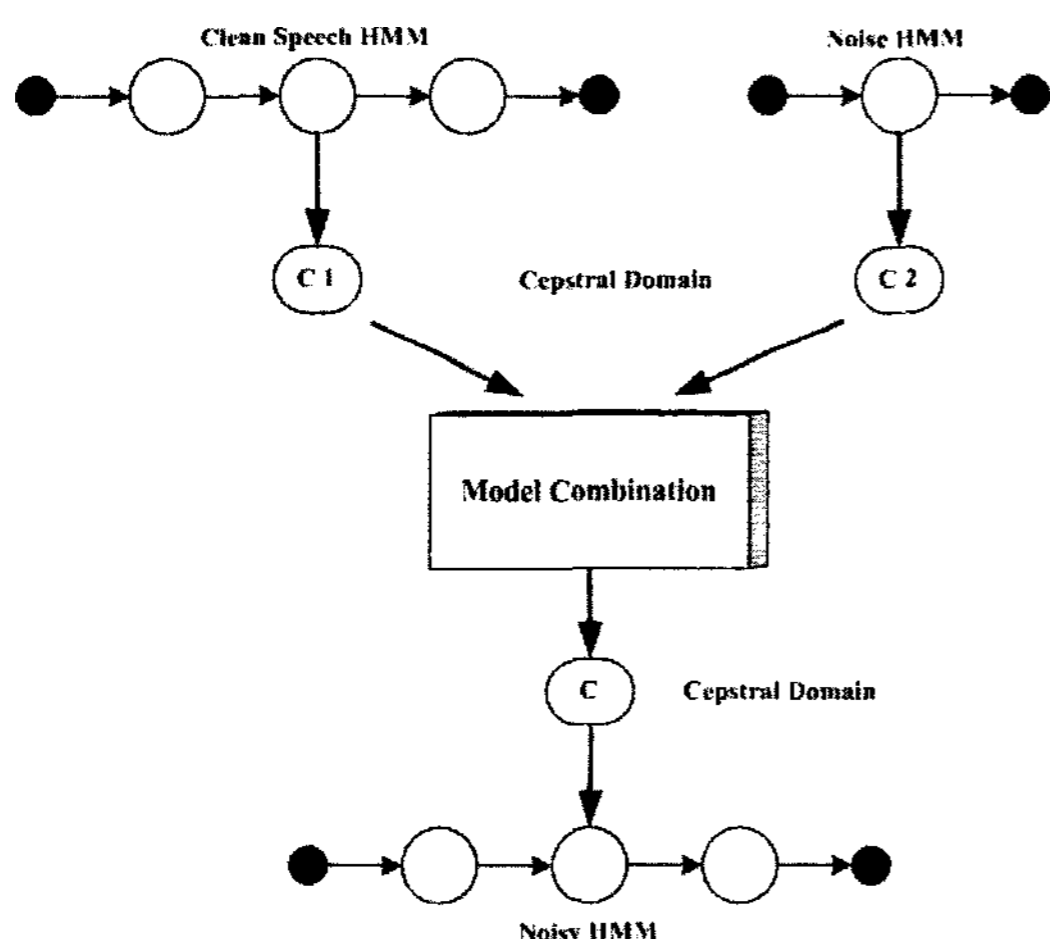 Clean Speech HMM
Noise HMM
C 1
Cepstral Domain
C 2
Model Combination
C
Cepstral Domain
Noisy HMM